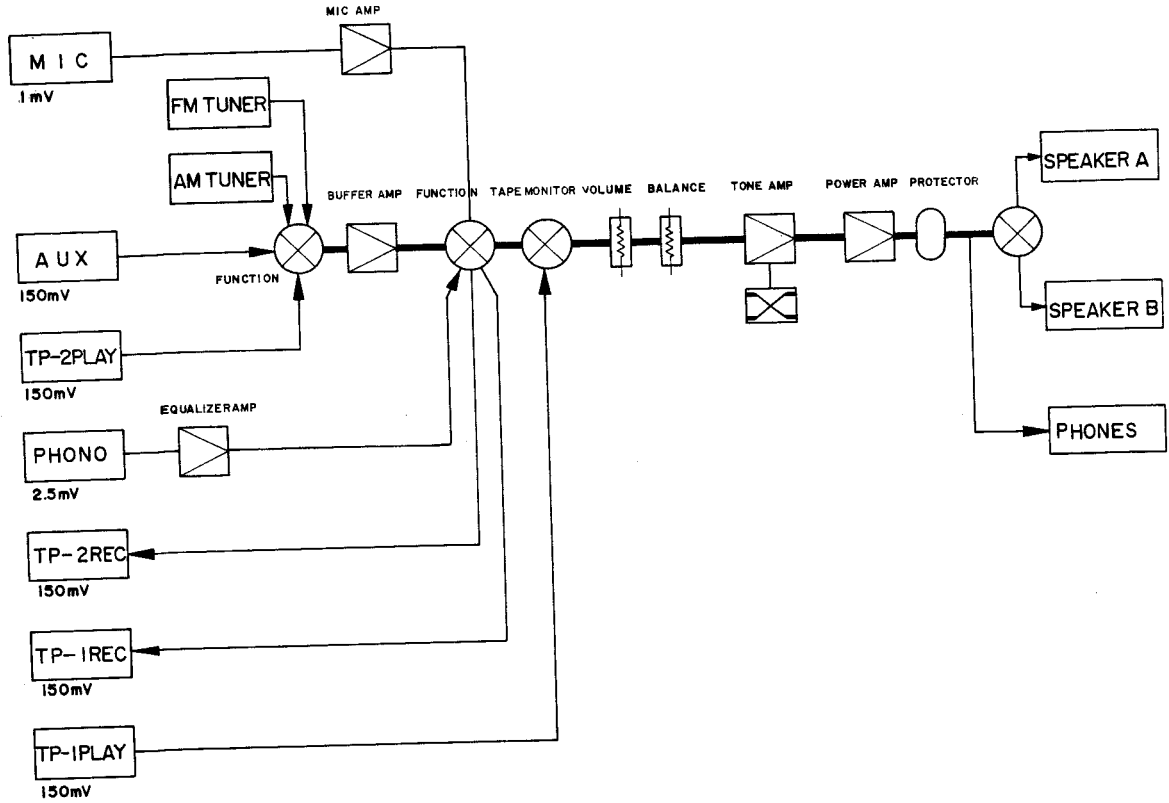 MIC AMP
MIC
.1mV
FM TUNER
AM TUNER
BUFFER AMP
FUNCTION
TAPE MONITOR
VOLUME
BALANCE
TONE AMP
POWER AMP
PROTECTOR
SPEAKER A
AUX
150mV
FUNCTION
SPEAKER B
TP-2PLAY
150mV
EQUALIZER AMP
PHONO
2.5mV
PHONES
TP-2REC
150mV
TP-1REC
150mV
TP-1PLAY
150mV